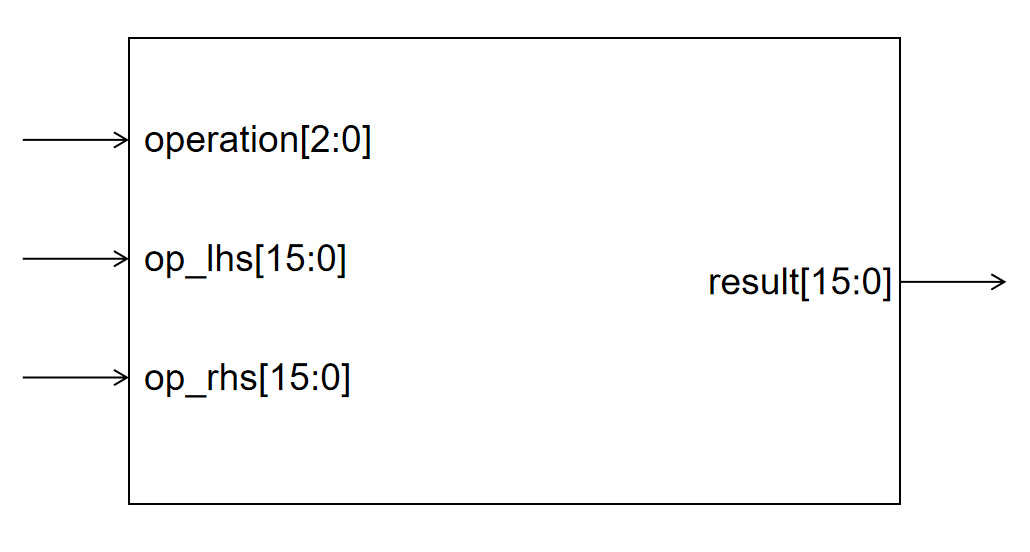 operation[2:0]
op_lhs[15:0]
result[15:0]
op_rhs[15:0]